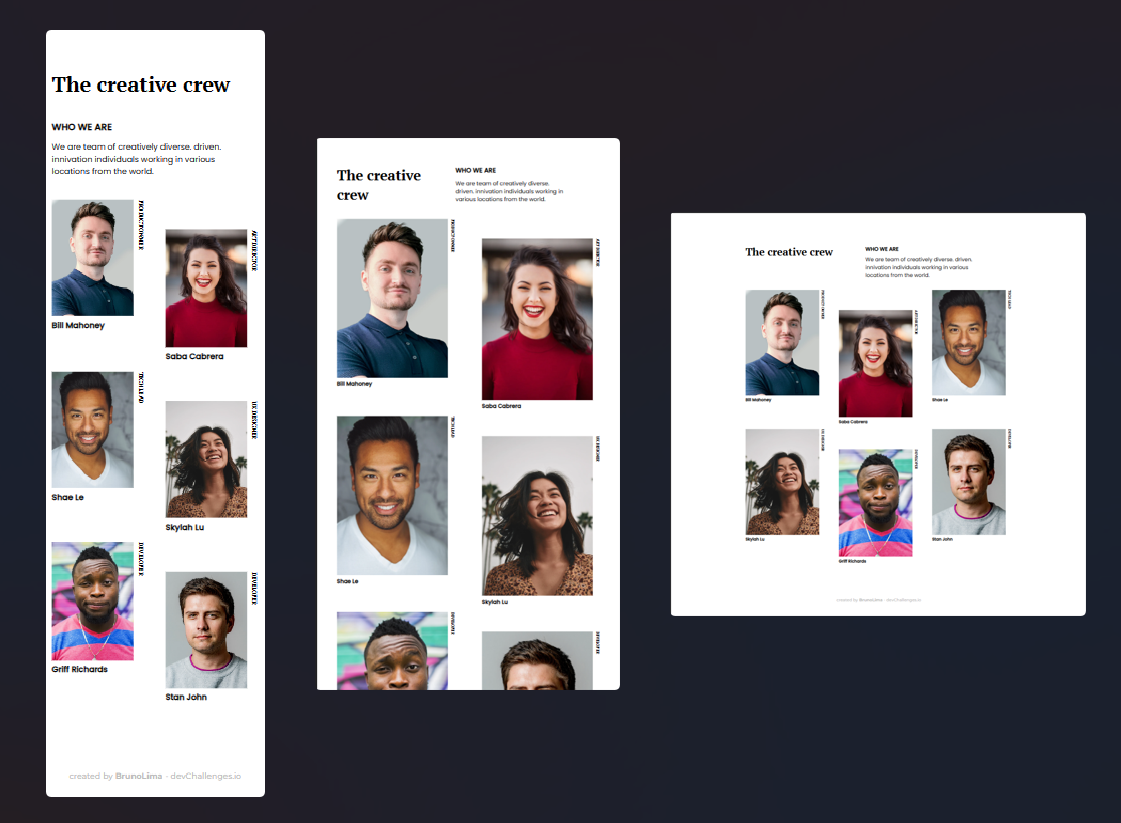 The creative crew
WHO WE ARE
We are team of creatively diverse. driven.
innivation individuals working in various
locations from the world.
PRODUCT OWNER
Bill Mahoney
ART DIRECTOR
Saba Cabrera
TECH LEAD
Shae Le
UX DESIGNER
Skylah Lu
DEVELOPER
Griff Richards
DEVELOPER
Stan John
created by BrunoLima - devChallenges.io
The creative
crew
WHO WE ARE
We are team of creatively diverse.
driven. innivation individuals working in
various locations from the world.
PRODUCT OWNER
Bill Mahoney
ART DIRECTOR
Saba Cabrera
TECH LEAD
Shae Le
UX DESIGNER
Skylah Lu
DEVELOPER
DEVELOPER
The creative crew
WHO WE ARE
We are team of creatively diverse. driven.
innivation individuals working in various
locations from the world.
PRODUCT OWNER
Bill Mahoney
ART DIRECTOR
Saba Cabrera
TECH LEAD
Shae Le
UX DESIGNER
Skylah Lu
DEVELOPER
Griff Richards
DEVELOPER
Stan John
created by BrunoLima - devChallenges.io